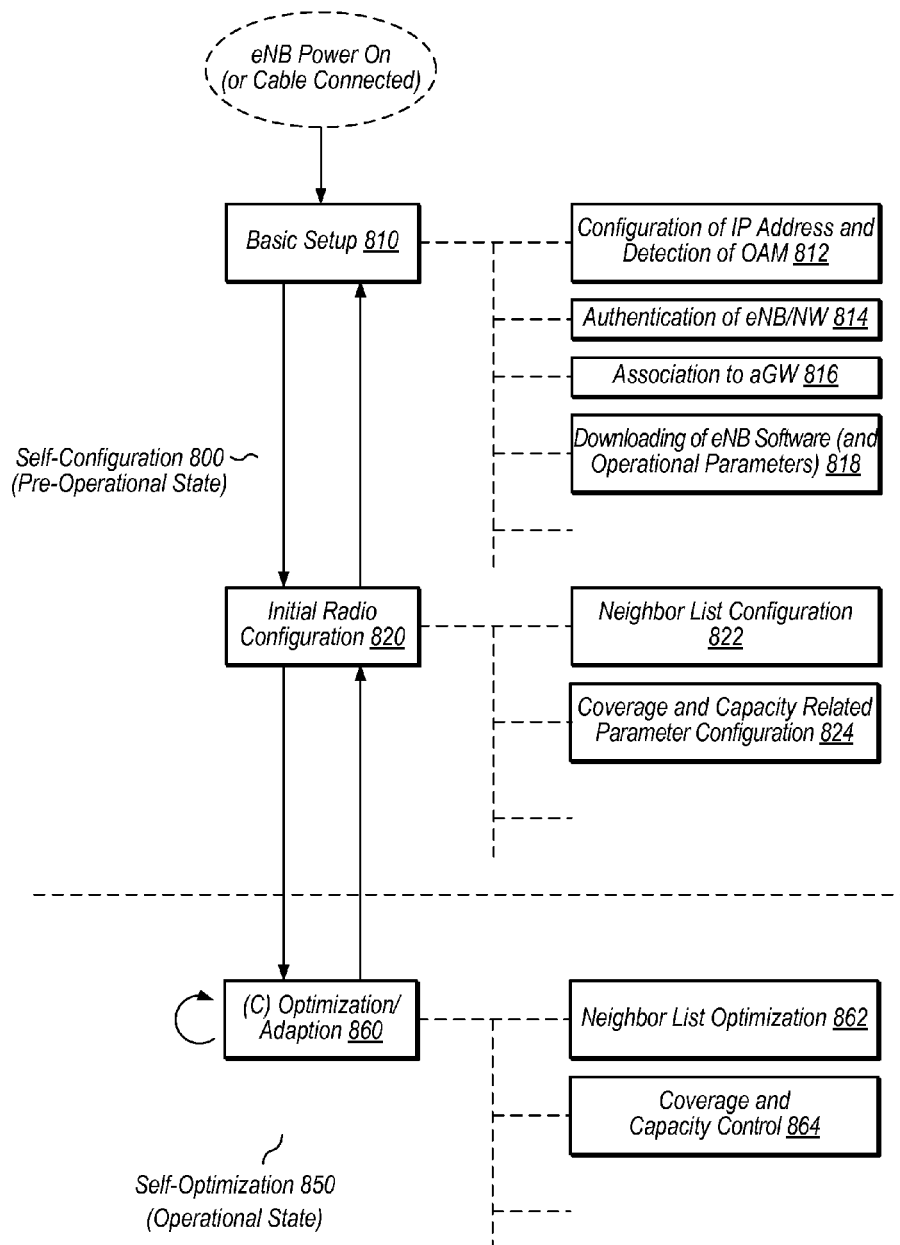 eNB Power On
(or Cable Connected)
Basic Setup 810
Configuration of IP Address and
Detection of OAM 812
Authentication of eNB/NW 814
Association to aGW 816
Downloading of eNB Software (and
Operational Parameters) 818
Self-Configuration 800
(Pre-Operational State)
Initial Radio
Configuration 820
Neighbor List Configuration
822
Coverage and Capacity Related
Parameter Configuration 824
(C) Optimization/
Adaption 860
Neighbor List Optimization 862
Coverage and
Capacity Control 864
Self-Optimization 850
(Operational State)